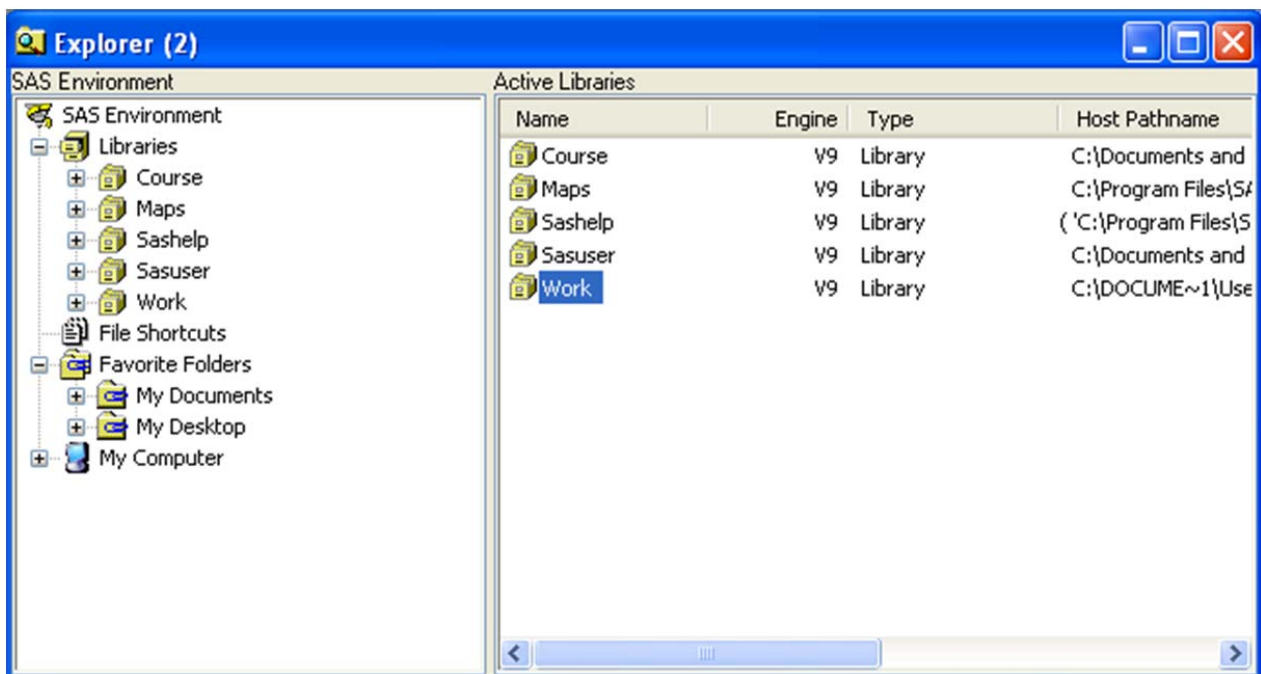 Explorer (2)
SAS Environment
SAS Environment
Libraries
Course
Maps
Sashelp
Sasuser
Work
File Shortcuts
Favorite Folders
My Documents
My Desktop
My Computer
Active Libraries
Name Engine Type Host Pathname
Course V9 Library C:\Documents and
Maps V9 Library C:\Program Files\SA
Sashelp V9 Library ( 'C:\Program Files\S
Sasuser V9 Library C:\Documents and
Work V9 Library C:\DOCUME~1\Use